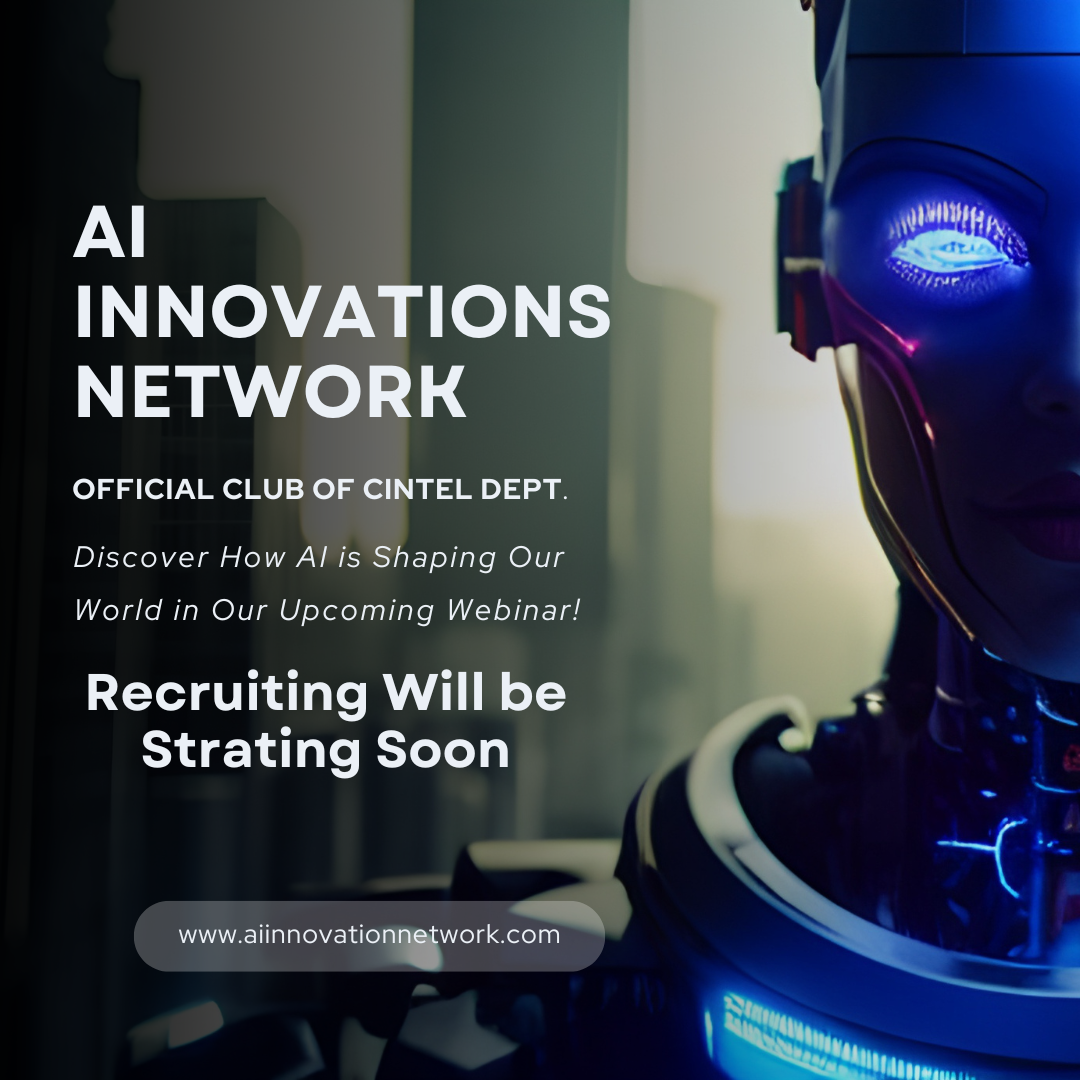 AI
INNOVATIONS
NETWORK
OFFICIAL CLUB OF CINTEL DEPT.
Discover How AI is Shaping Our
World in Our Upcoming Webinar!
Recruiting Will be
Strating Soon
www.aiinnovationnetwork.com